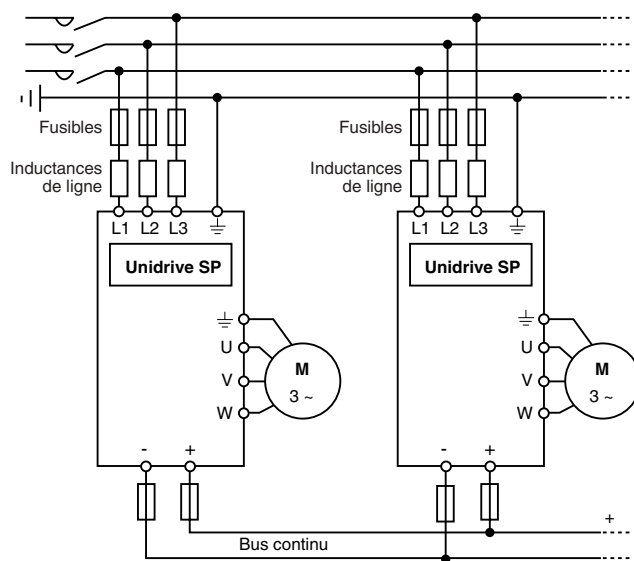 Fusibles
Fusibles
Inductances
de ligne
Inductances
de ligne
L1 L2 L3
L1 L2 L3
Unidrive SP
Unidrive SP
U
V
W
M
3 ~
U
V
W
M
3 ~
- +
- +
+
Bus continu